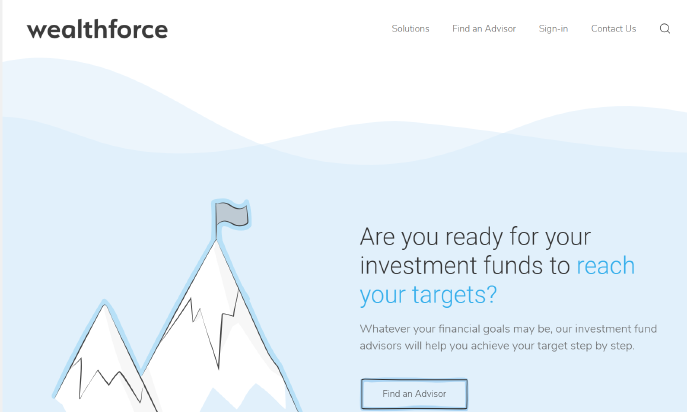 wealthforce
Solutions
Find an Advisor
Sign-in
Contact Us
Are you ready for your
investment funds to reach
your targets?
Whatever your financial goals may be, our investment fund
advisors will help you achieve your target step by step.
Find an Advisor